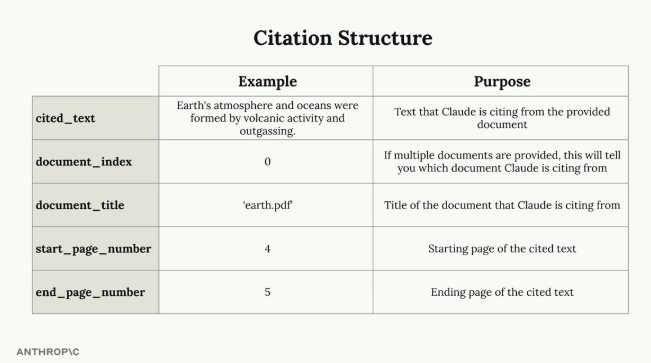 Citation Structure
Example
Purpose
cited_text
Earth's atmosphere and oceans were
formed by volcanic activity and
outgassing.
Text that Claude is citing from the provided
document
document_index
0
If multiple documents are provided, this will tell
you which document Claude is citing from
document_title
'earth.pdf'
Title of the document that Claude is citing from
start_page_number
4
Starting page of the cited text
end_page_number
5
Ending page of the cited text
ANTHROP\C